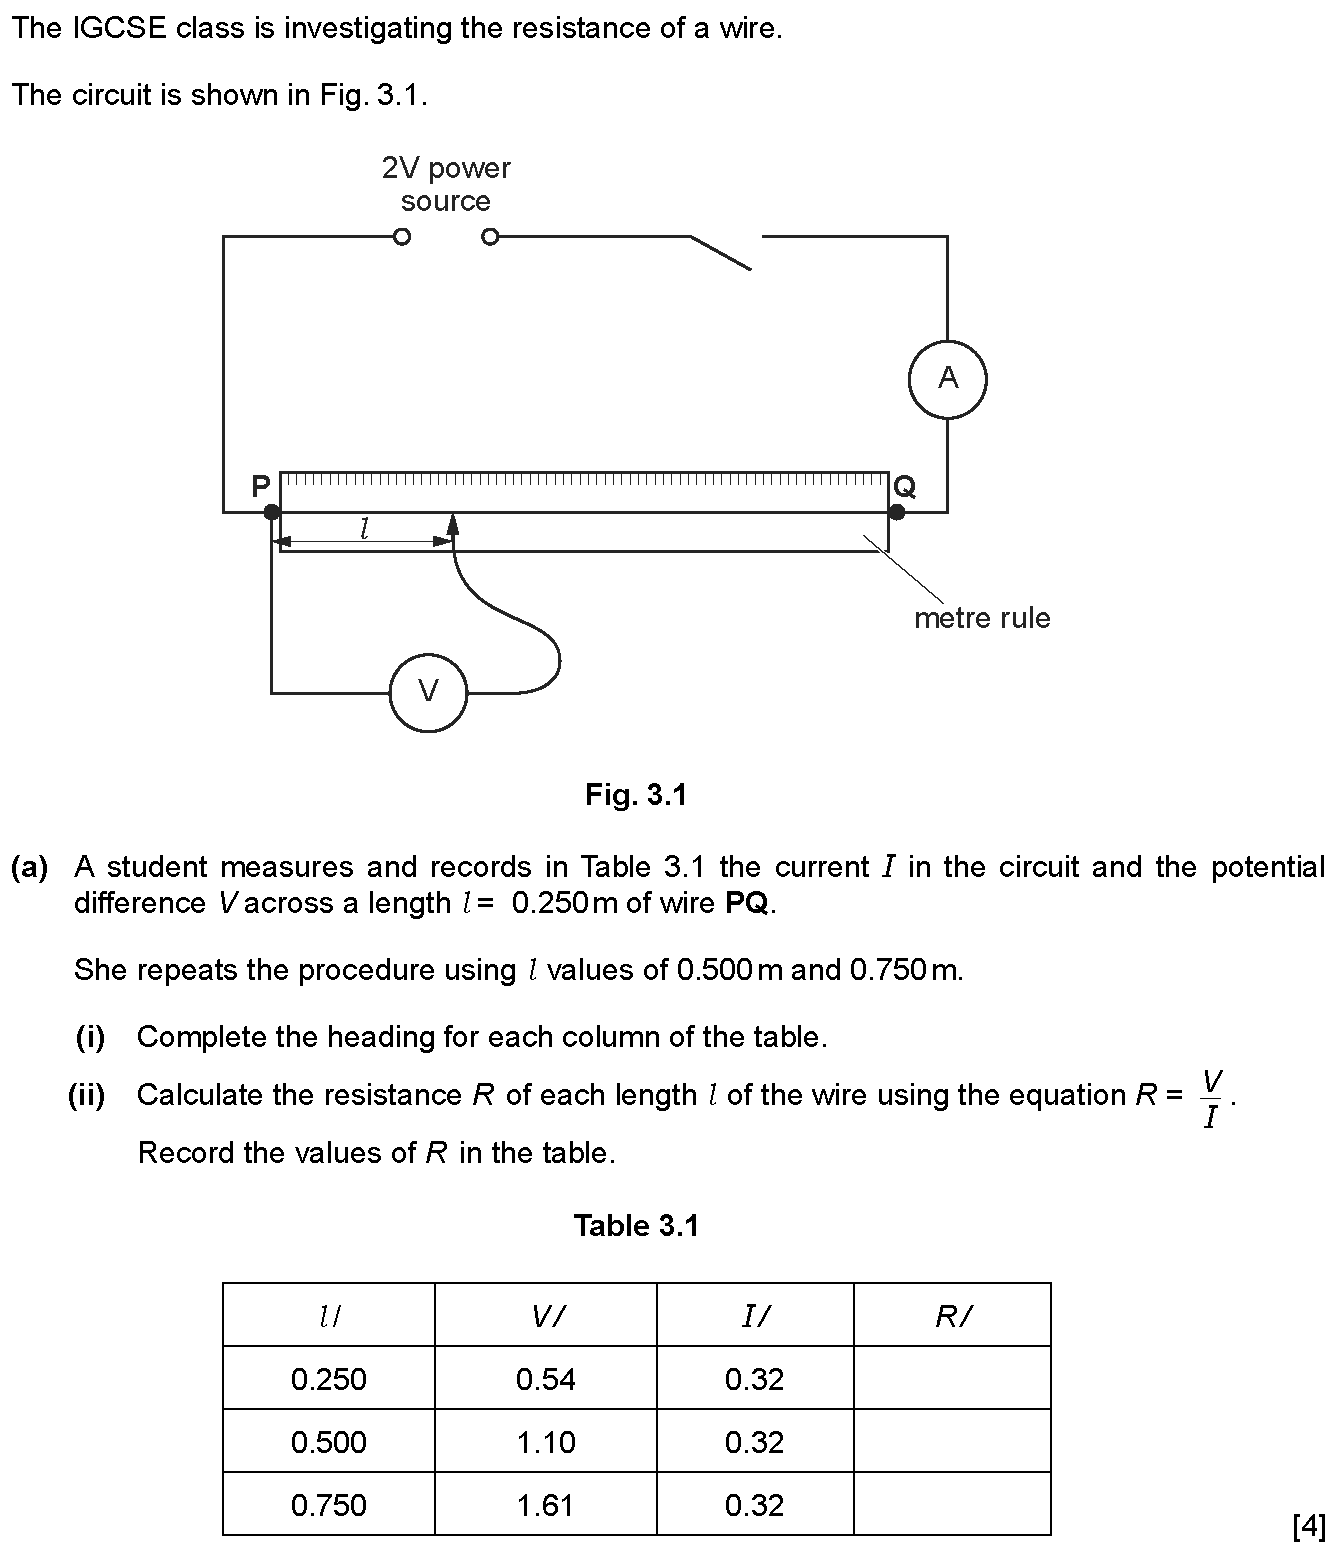 The IGCSE class is investigating the resistance of a wire.
The circuit is shown in Fig. 3.1.
2V power
source
A
P
Q
l
metre rule
V
Fig. 3.1
(a) A student measures and records in Table 3.1 the current I in the circuit and the potential
difference V across a length l = 0.250 m of wire PQ.
She repeats the procedure using l values of 0.500 m and 0.750 m.
(i) Complete the heading for each column of the table.
(ii) Calculate the resistance R of each length l of the wire using the equation R = V/I.
Record the values of R in the table.
Table 3.1
l/ V/ I/ R/
0.250 0.54 0.32
0.500 1.10 0.32
0.750 1.61 0.32
[4]